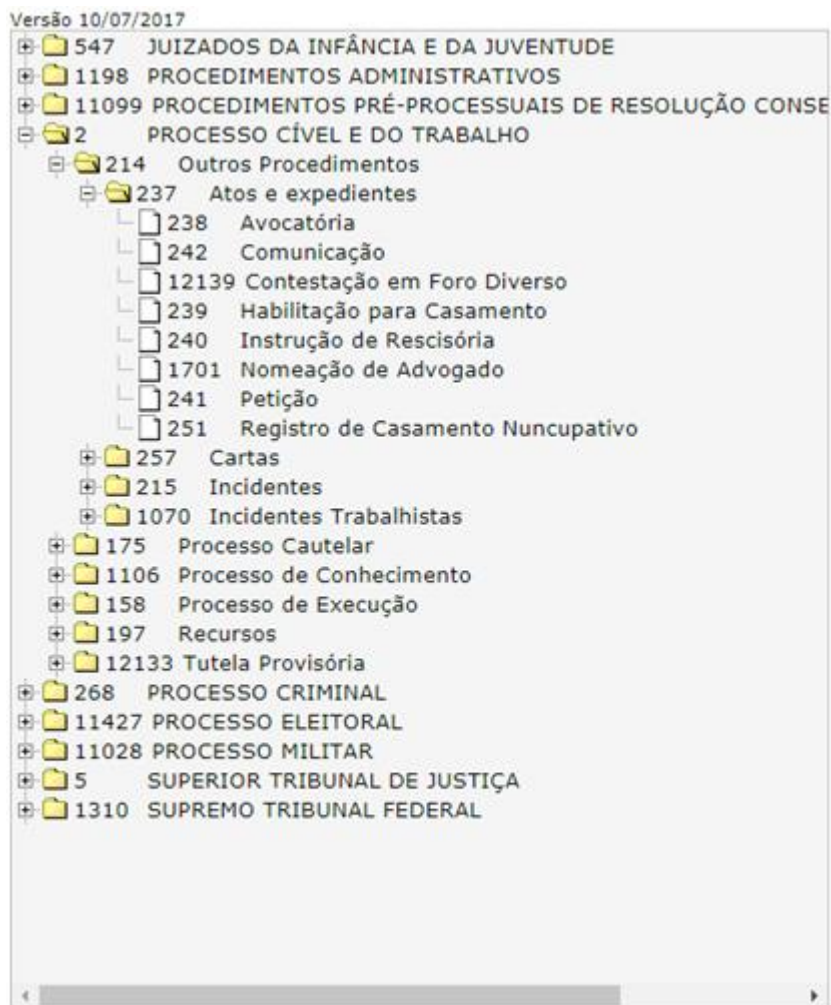 Versão 10/07/2017
547 JUIZADOS DA INFÂNCIA E DA JUVENTUDE
1198 PROCEDIMENTOS ADMINISTRATIVOS
11099 PROCEDIMENTOS PRÉ-PROCESSUAIS DE RESOLUÇÃO CONSE
2 PROCESSO CÍVEL E DO TRABALHO
214 Outros Procedimentos
237 Atos e expedientes
238 Avocatória
242 Comunicação
12139 Contestação em Foro Diverso
239 Habilitação para Casamento
240 Instrução de Rescisória
1701 Nomeação de Advogado
241 Petição
251 Registro de Casamento Nuncupativo
257 Cartas
215 Incidentes
1070 Incidentes Trabalhistas
175 Processo Cautelar
1106 Processo de Conhecimento
158 Processo de Execução
197 Recursos
12133 Tutela Provisória
268 PROCESSO CRIMINAL
11427 PROCESSO ELEITORAL
11028 PROCESSO MILITAR
5 SUPERIOR TRIBUNAL DE JUSTIÇA
1310 SUPREMO TRIBUNAL FEDERAL